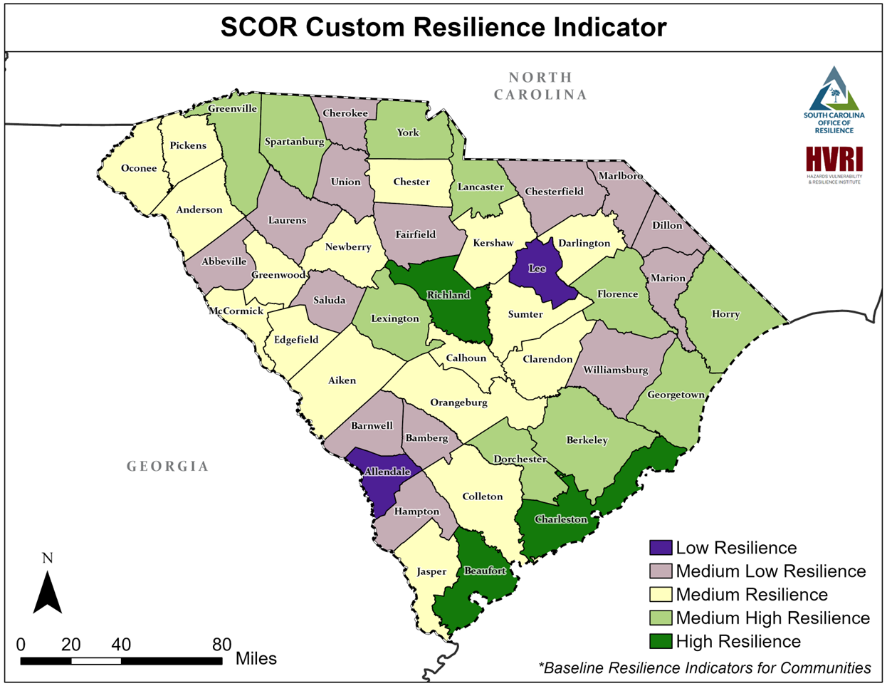 SCOR Custom Resilience Indicator
NORTH
CAROLINA
SOUTH CAROLINA
OFFICE OF
RESILIENCE
HVRI
HAZARDS VULNERABILITY
& RESILIENCE INSTITUTE
Greenville
Cherokee
York
Spartanburg
Pickens
Oconee
Union
Chester
Lancaster
Chesterfield
Marlboro
Anderson
Laurens
Dillon
Fairfield
Newberry
Kershaw
Darlington
Abbeville
Greenwood
Lee
Marion
Saluda
Richland
Florence
McCormick
Lexington
Sumter
Horry
Edgefield
Calhoun
Clarendon
Williamsburg
Aiken
Georgetown
Orangeburg
Barnwell
Bamberg
Berkeley
Dorchester
GEORGIA
Allendale
Colleton
Hampton
Charleston
Jasper
Beaufort
N
0 20 40 80
Miles
Low Resilience
Medium Low Resilience
Medium Resilience
Medium High Resilience
High Resilience
*Baseline Resilience Indicators for Communities